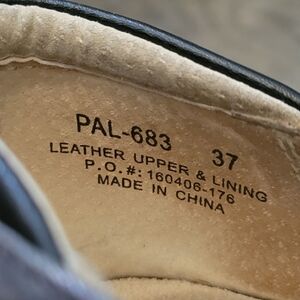 PAL-683 37
LEATHER UPPER & LINING
P.O.#: 160406-176
MADE IN CHINA